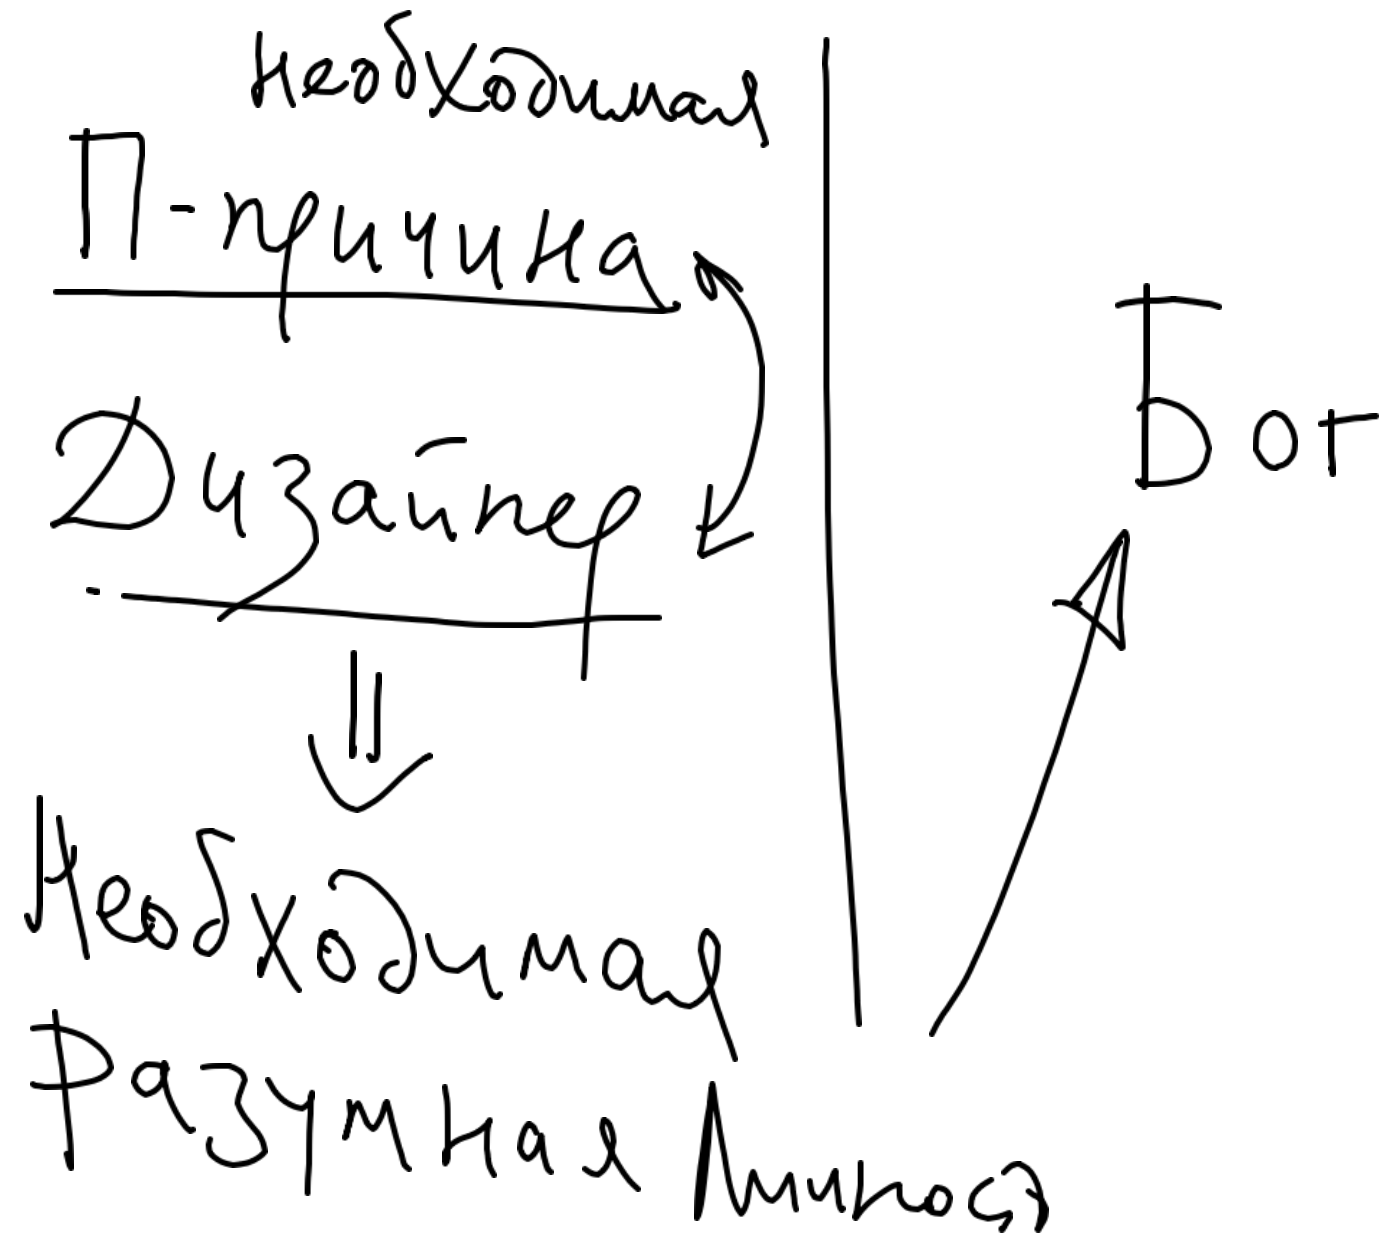 необходимая
П-причина
Дизайнер
Необходимая
Разумная Личность
Бог